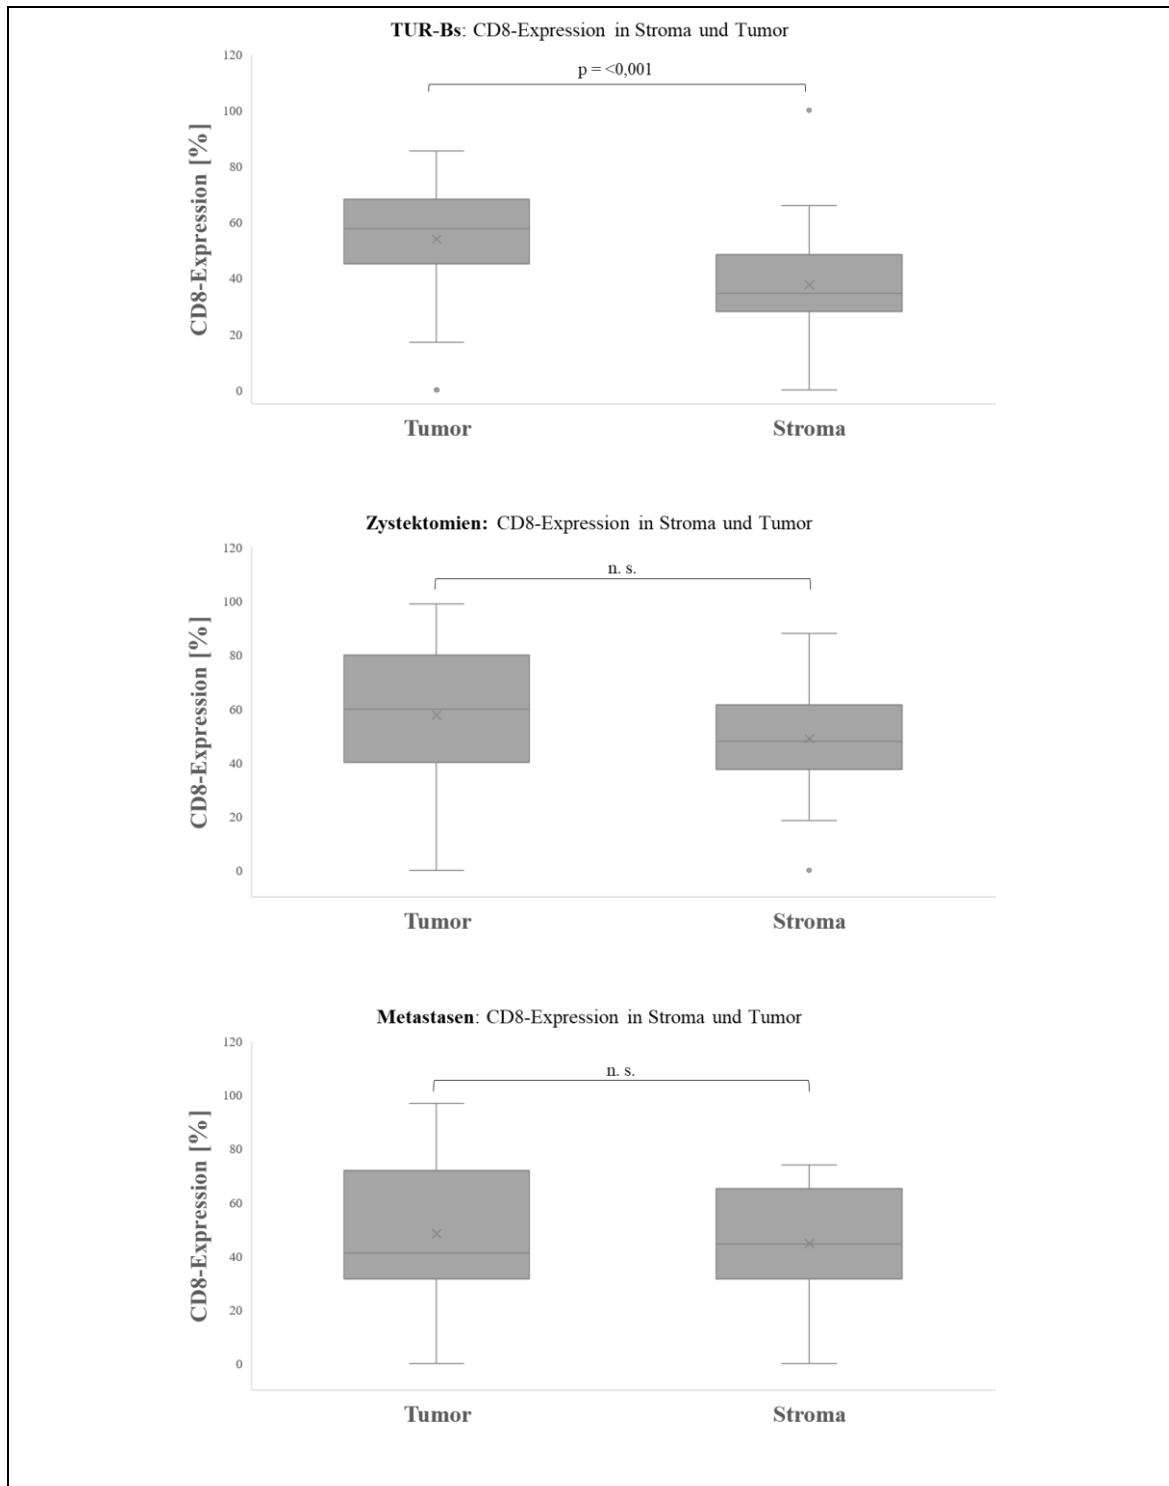 TUR-Bs: CD8-Expression in Stroma und Tumor
120
p = <0,001
100
80
60
40
20
0
CD8-Expression [%]
Tumor
Stroma
Zystektomien: CD8-Expression in Stroma und Tumor
120
n. s.
100
80
60
40
20
0
CD8-Expression [%]
Tumor
Stroma
Metastasen: CD8-Expression in Stroma und Tumor
120
n. s.
100
80
60
40
20
0
CD8-Expression [%]
Tumor
Stroma